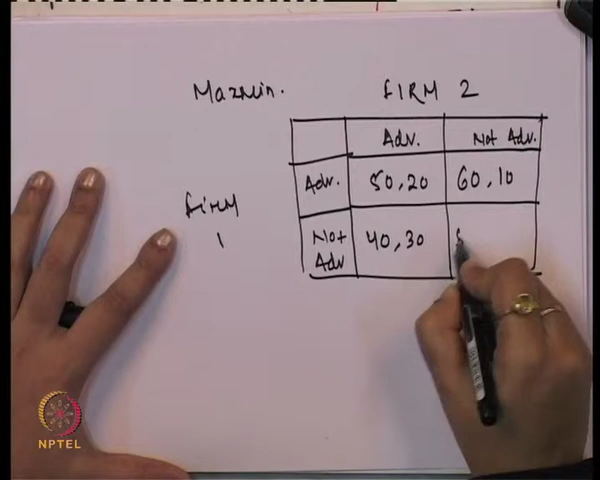 Maxmin. FIRM 2
Adv. Not Adv.
Adv. 50, 20 60, 10
FIRM
1
Not
Adv 40, 30
NPTEL